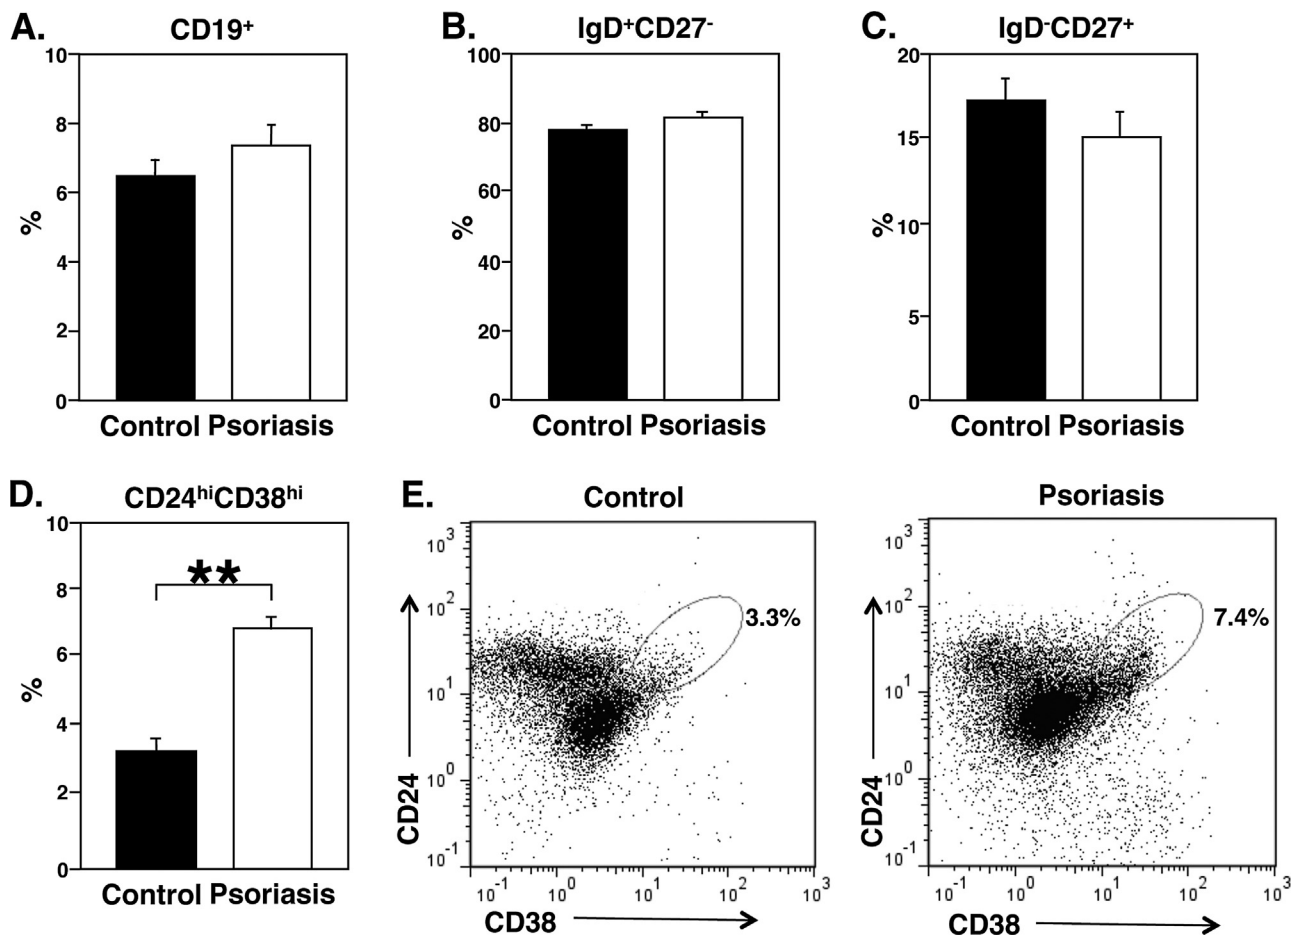 A. CD19⁺
10
8
6
4
2
0
%
Control Psoriasis
B. IgD⁺CD27⁻
100
80
60
40
20
0
%
Control Psoriasis
C. IgD⁻CD27⁺
20
15
10
5
0
%
Control Psoriasis
D. CD24ʰⁱCD38ʰⁱ
10
8
6
4
2
0
%
**
Control Psoriasis
E. Control
10³
10²
10¹
10⁰
10⁻¹
CD24
3.3%
10⁻¹ 10⁰ 10¹ 10² 10³
CD38
Psoriasis
10³
10²
10¹
10⁰
10⁻¹
CD24
7.4%
10⁻¹ 10⁰ 10¹ 10² 10³
CD38